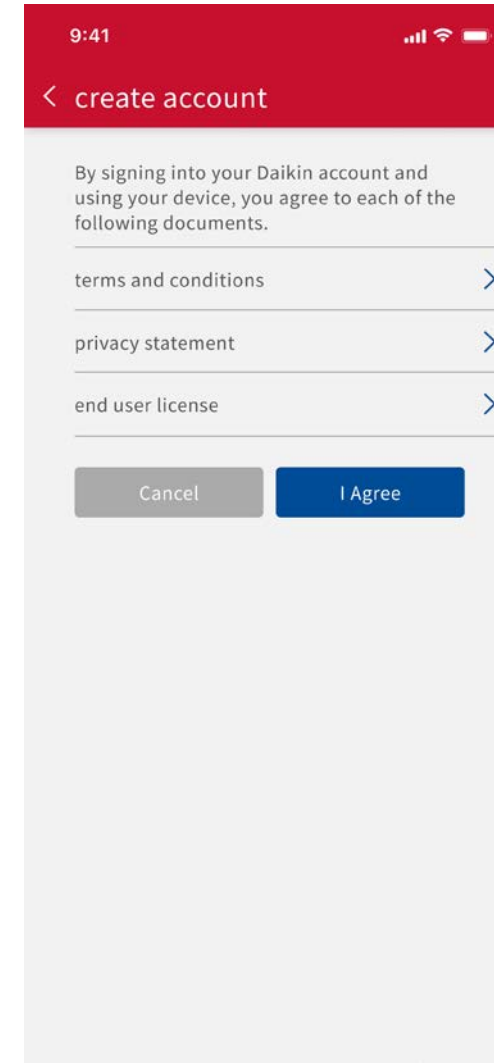 9:41
create account
By signing into your Daikin account and
using your device, you agree to each of the
following documents.
terms and conditions
privacy statement
end user license
Cancel
I Agree